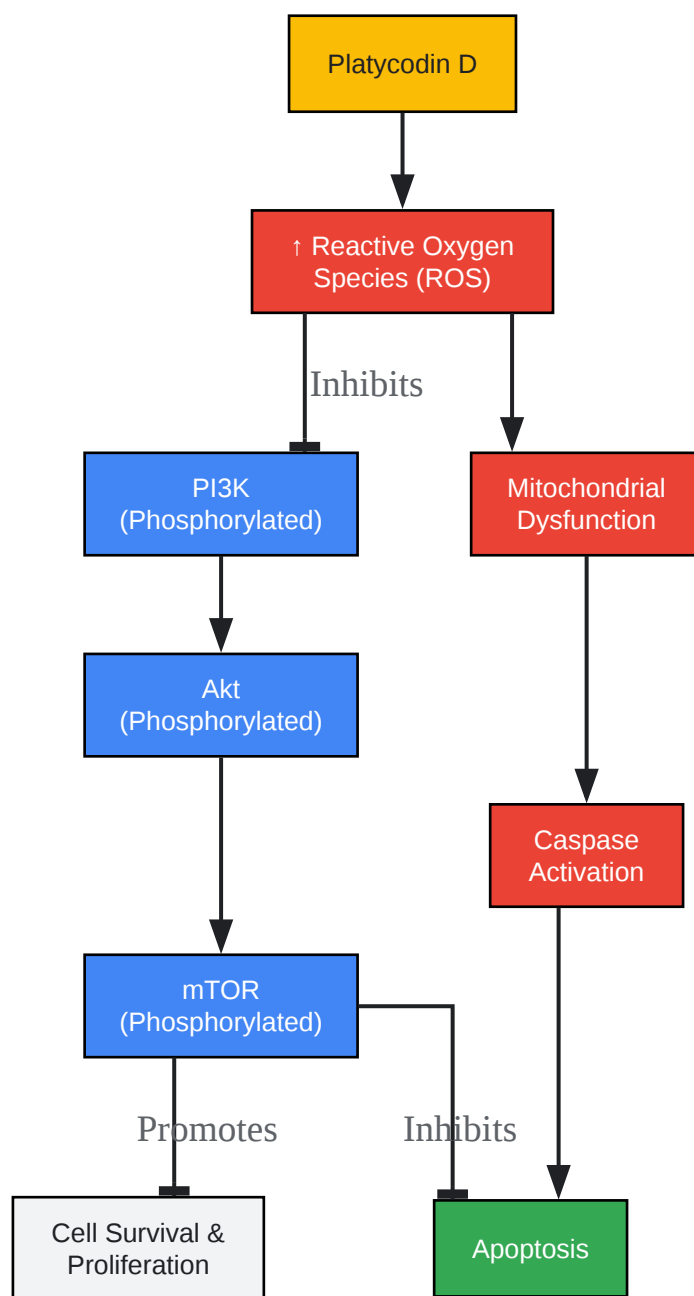 Platycodin D
↑ Reactive Oxygen
Species (ROS)
Inhibits
PI3K
(Phosphorylated)
Mitochondrial
Dysfunction
Akt
(Phosphorylated)
Caspase
Activation
mTOR
(Phosphorylated)
Promotes
Inhibits
Cell Survival &
Proliferation
Apoptosis